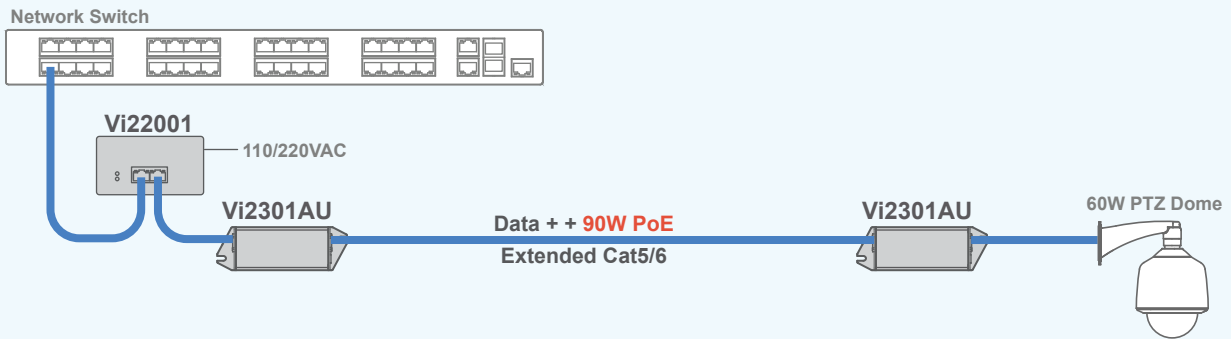 Network Switch
Vi22001
110/220VAC
Vi2301AU
Data + + 90W PoE
Extended Cat5/6
Vi2301AU
60W PTZ Dome